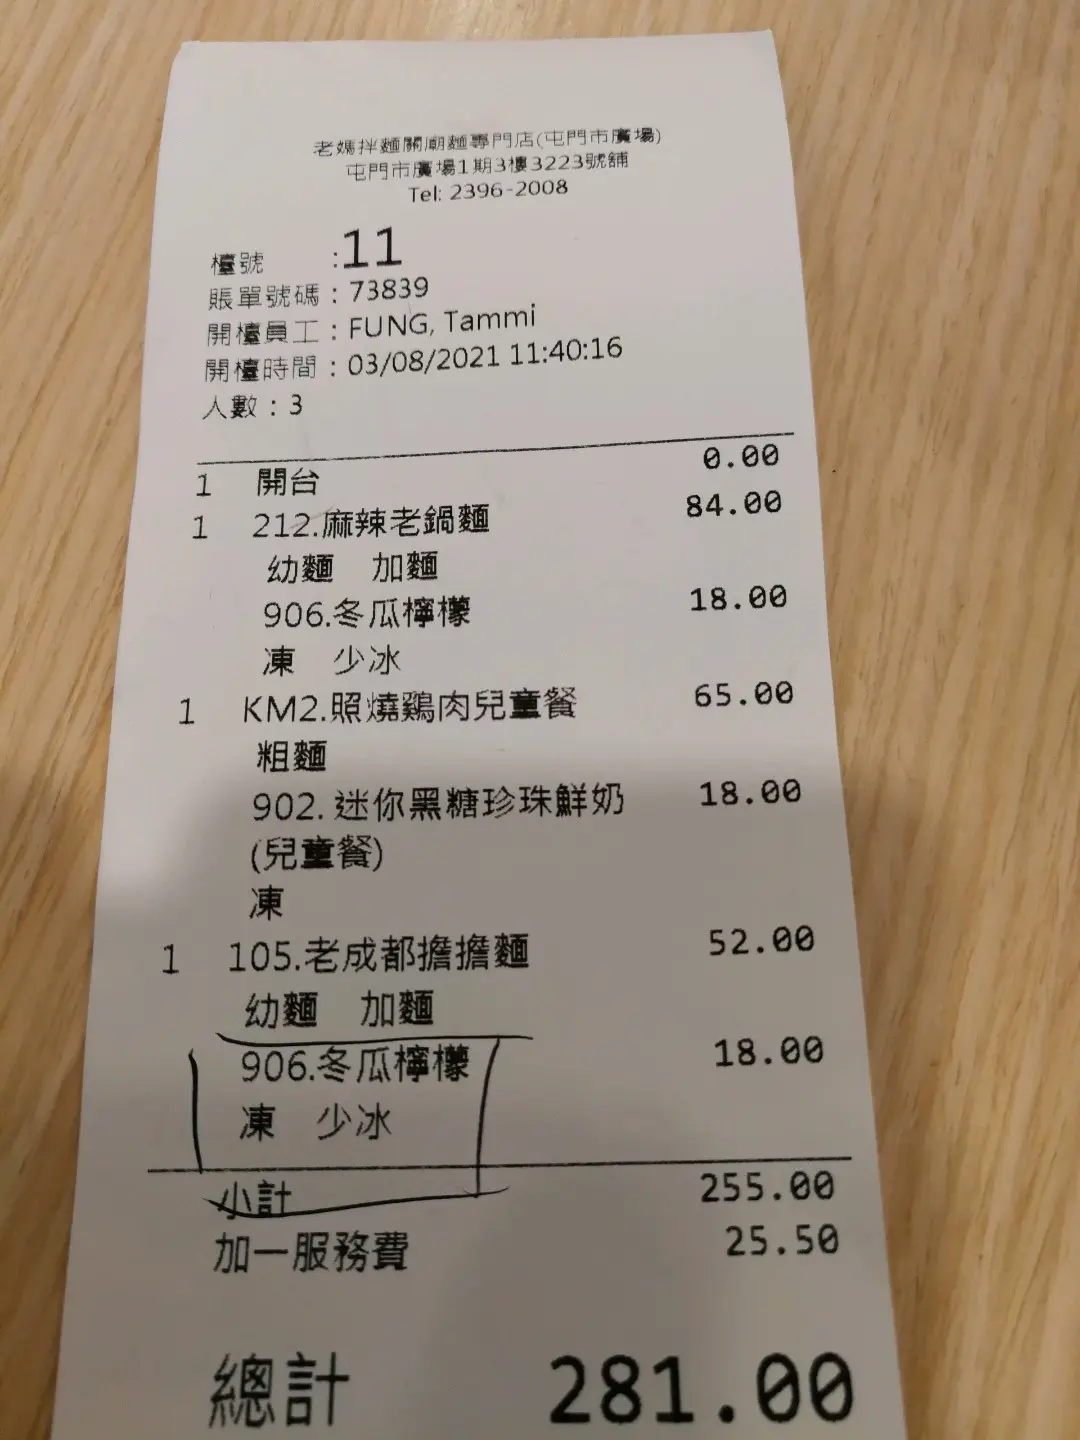 老媽拌麵關廟麵專門店(屯門市廣場)
屯門市廣場1期3樓3223號舖
Tel: 2396-2008
檯號 :11
賬單號碼 : 73839
開檯員工 : FUNG, Tammi
開檯時間 : 03/08/2021 11:40:16
人數 : 3
1 開台 0.00
1 212.麻辣老鍋麵 84.00
幼麵 加麵
906.冬瓜檸檬 18.00
凍 少冰
1 KM2.照燒鷄肉兒童餐 65.00
粗麵
902. 迷你黑糖珍珠鮮奶 18.00
(兒童餐)
凍
1 105.老成都擔擔麵 52.00
幼麵 加麵
906.冬瓜檸檬 18.00
凍 少冰
小計 255.00
加一服務費 25.50
總計 281.00